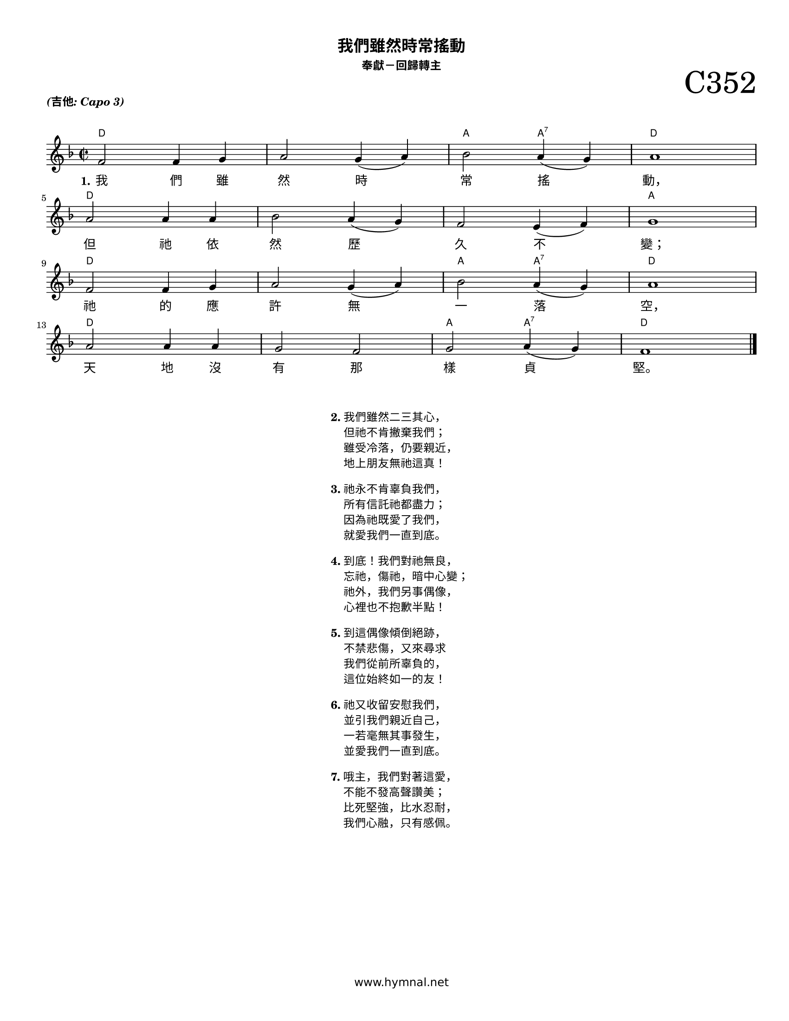 我們雖然時常搖動
奉獻－回歸轉主
C352
(吉他: Capo 3)
D A A7 D
1. 我 們 雖 然 時 常 搖 動，
5 D A
但 祂 依 然 歷 久 不 變；
9 D A A7 D
祂 的 應 許 無 一 落 空，
13 D A A7 D
天 地 沒 有 那 樣 貞 堅。
2. 我們雖然二三其心，
但祂不肯撇棄我們；
雖受冷落，仍要親近，
地上朋友無祂這真！
3. 祂永不肯辜負我們，
所有信託祂都盡力；
因為祂既愛了我們，
就愛我們一直到底。
4. 到底！我們對祂無良，
忘祂，傷祂，暗中心變；
祂外，我們另事偶像，
心裡也不抱歉半點！
5. 到這偶像傾倒絕跡，
不禁悲傷，又來尋求
我們從前所辜負的，
這位始終如一的友！
6. 祂又收留安慰我們，
並引我們親近自己，
一若毫無其事發生，
並愛我們一直到底。
7. 哦主，我們對著這愛，
不能不發高聲讚美；
比死堅強，比水忍耐，
我們心融，只有感佩。
www.hymnal.net